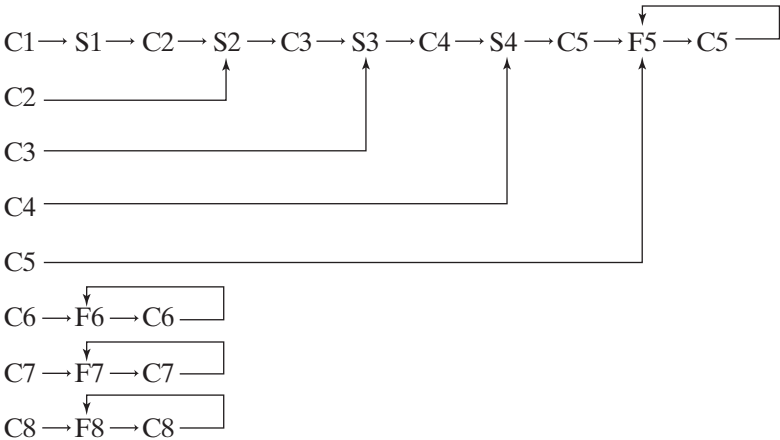 C1 → S1 → C2 → S2 → C3 → S3 → C4 → S4 → C5 → F5 → C5
C2
C3
C4
C5
C6 → F6 → C6
C7 → F7 → C7
C8 → F8 → C8